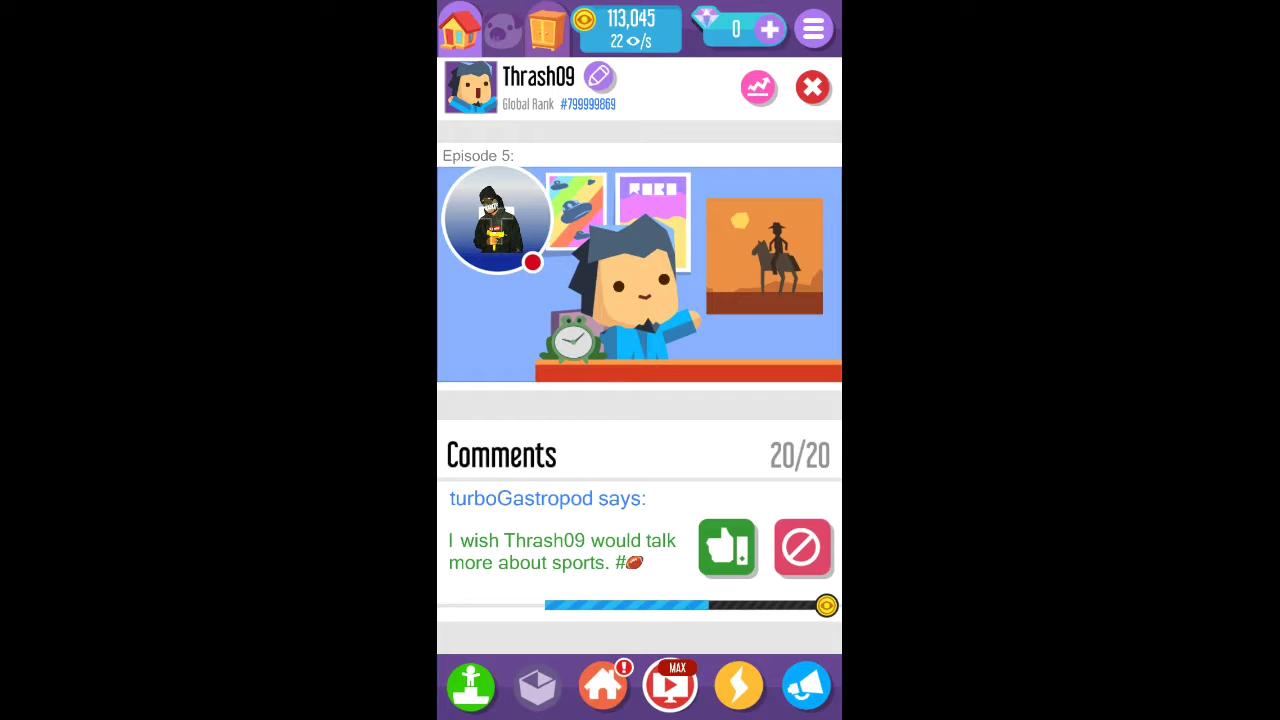 113,045
22 /s
0
Thrash09
Global Rank #799999869
Episode 5:
ROKO
Comments
20/20
turboGastropod says:
I wish Thrash09 would talk
more about sports. #🏈
!
MAX